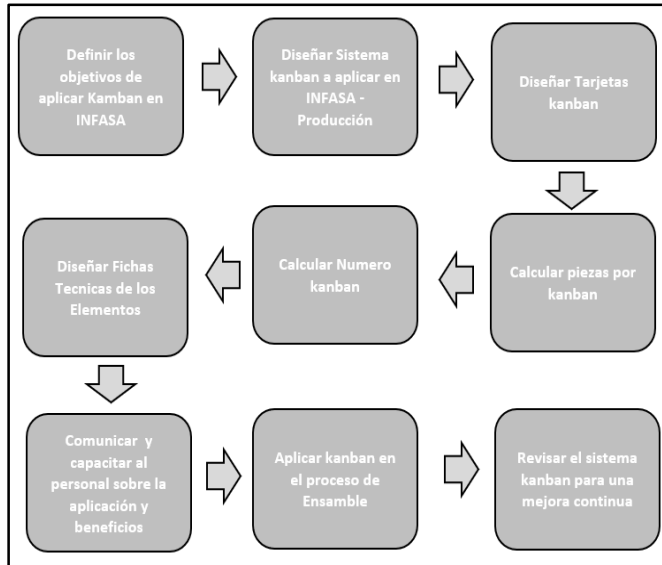 Definir los
objetivos de
aplicar Kamban en
INFASA
Diseñar Sistema
kanban a aplicar en
INFASA -
Producción
Diseñar Tarjetas
kanban
Calcular piezas por
kanban
Calcular Numero
kanban
Diseñar Fichas
Tecnicas de los
Elementos
Comunicar y
capacitar al
personal sobre la
aplicación y
beneficios
Aplicar kanban en
el proceso de
Ensamble
Revisar el sistema
kanban para una
mejora continua